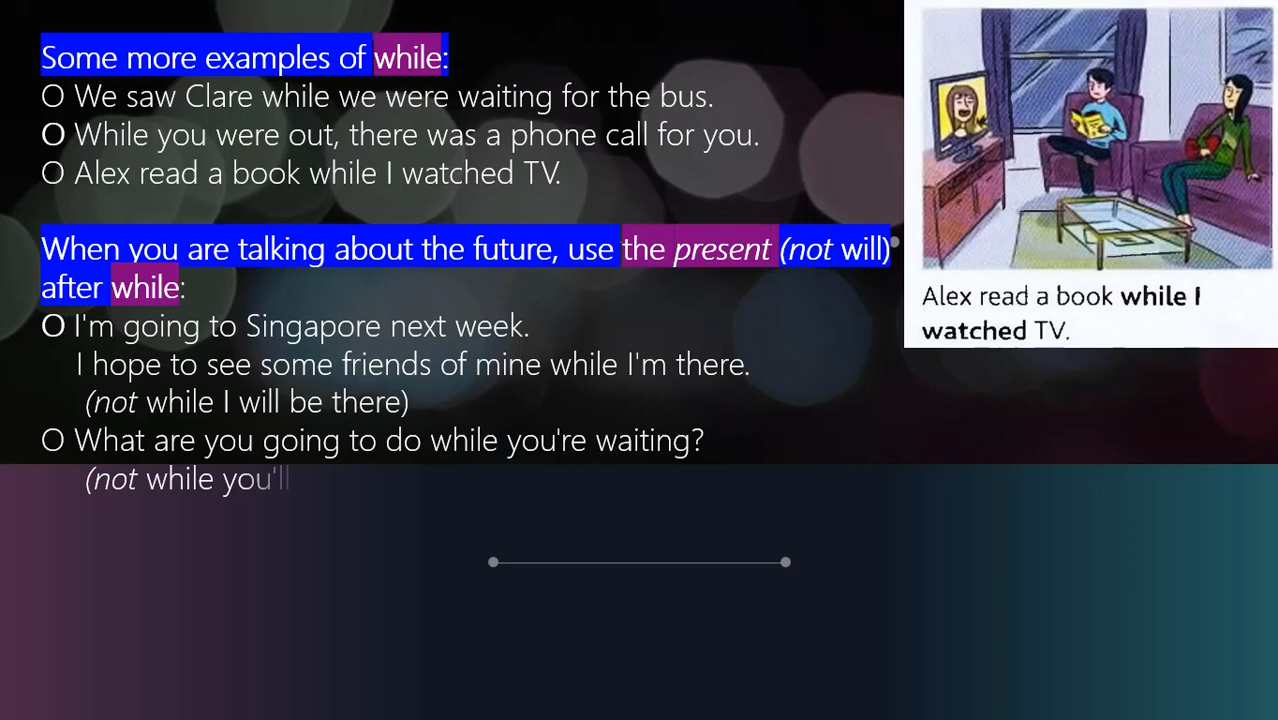 Some more examples of while:
O We saw Clare while we were waiting for the bus.
O While you were out, there was a phone call for you.
O Alex read a book while I watched TV.
When you are talking about the future, use the present (not will)
after while:
O I'm going to Singapore next week.
I hope to see some friends of mine while I'm there.
(not while I will be there)
O What are you going to do while you're waiting?
(not while you'll
Alex read a book while I
watched TV.